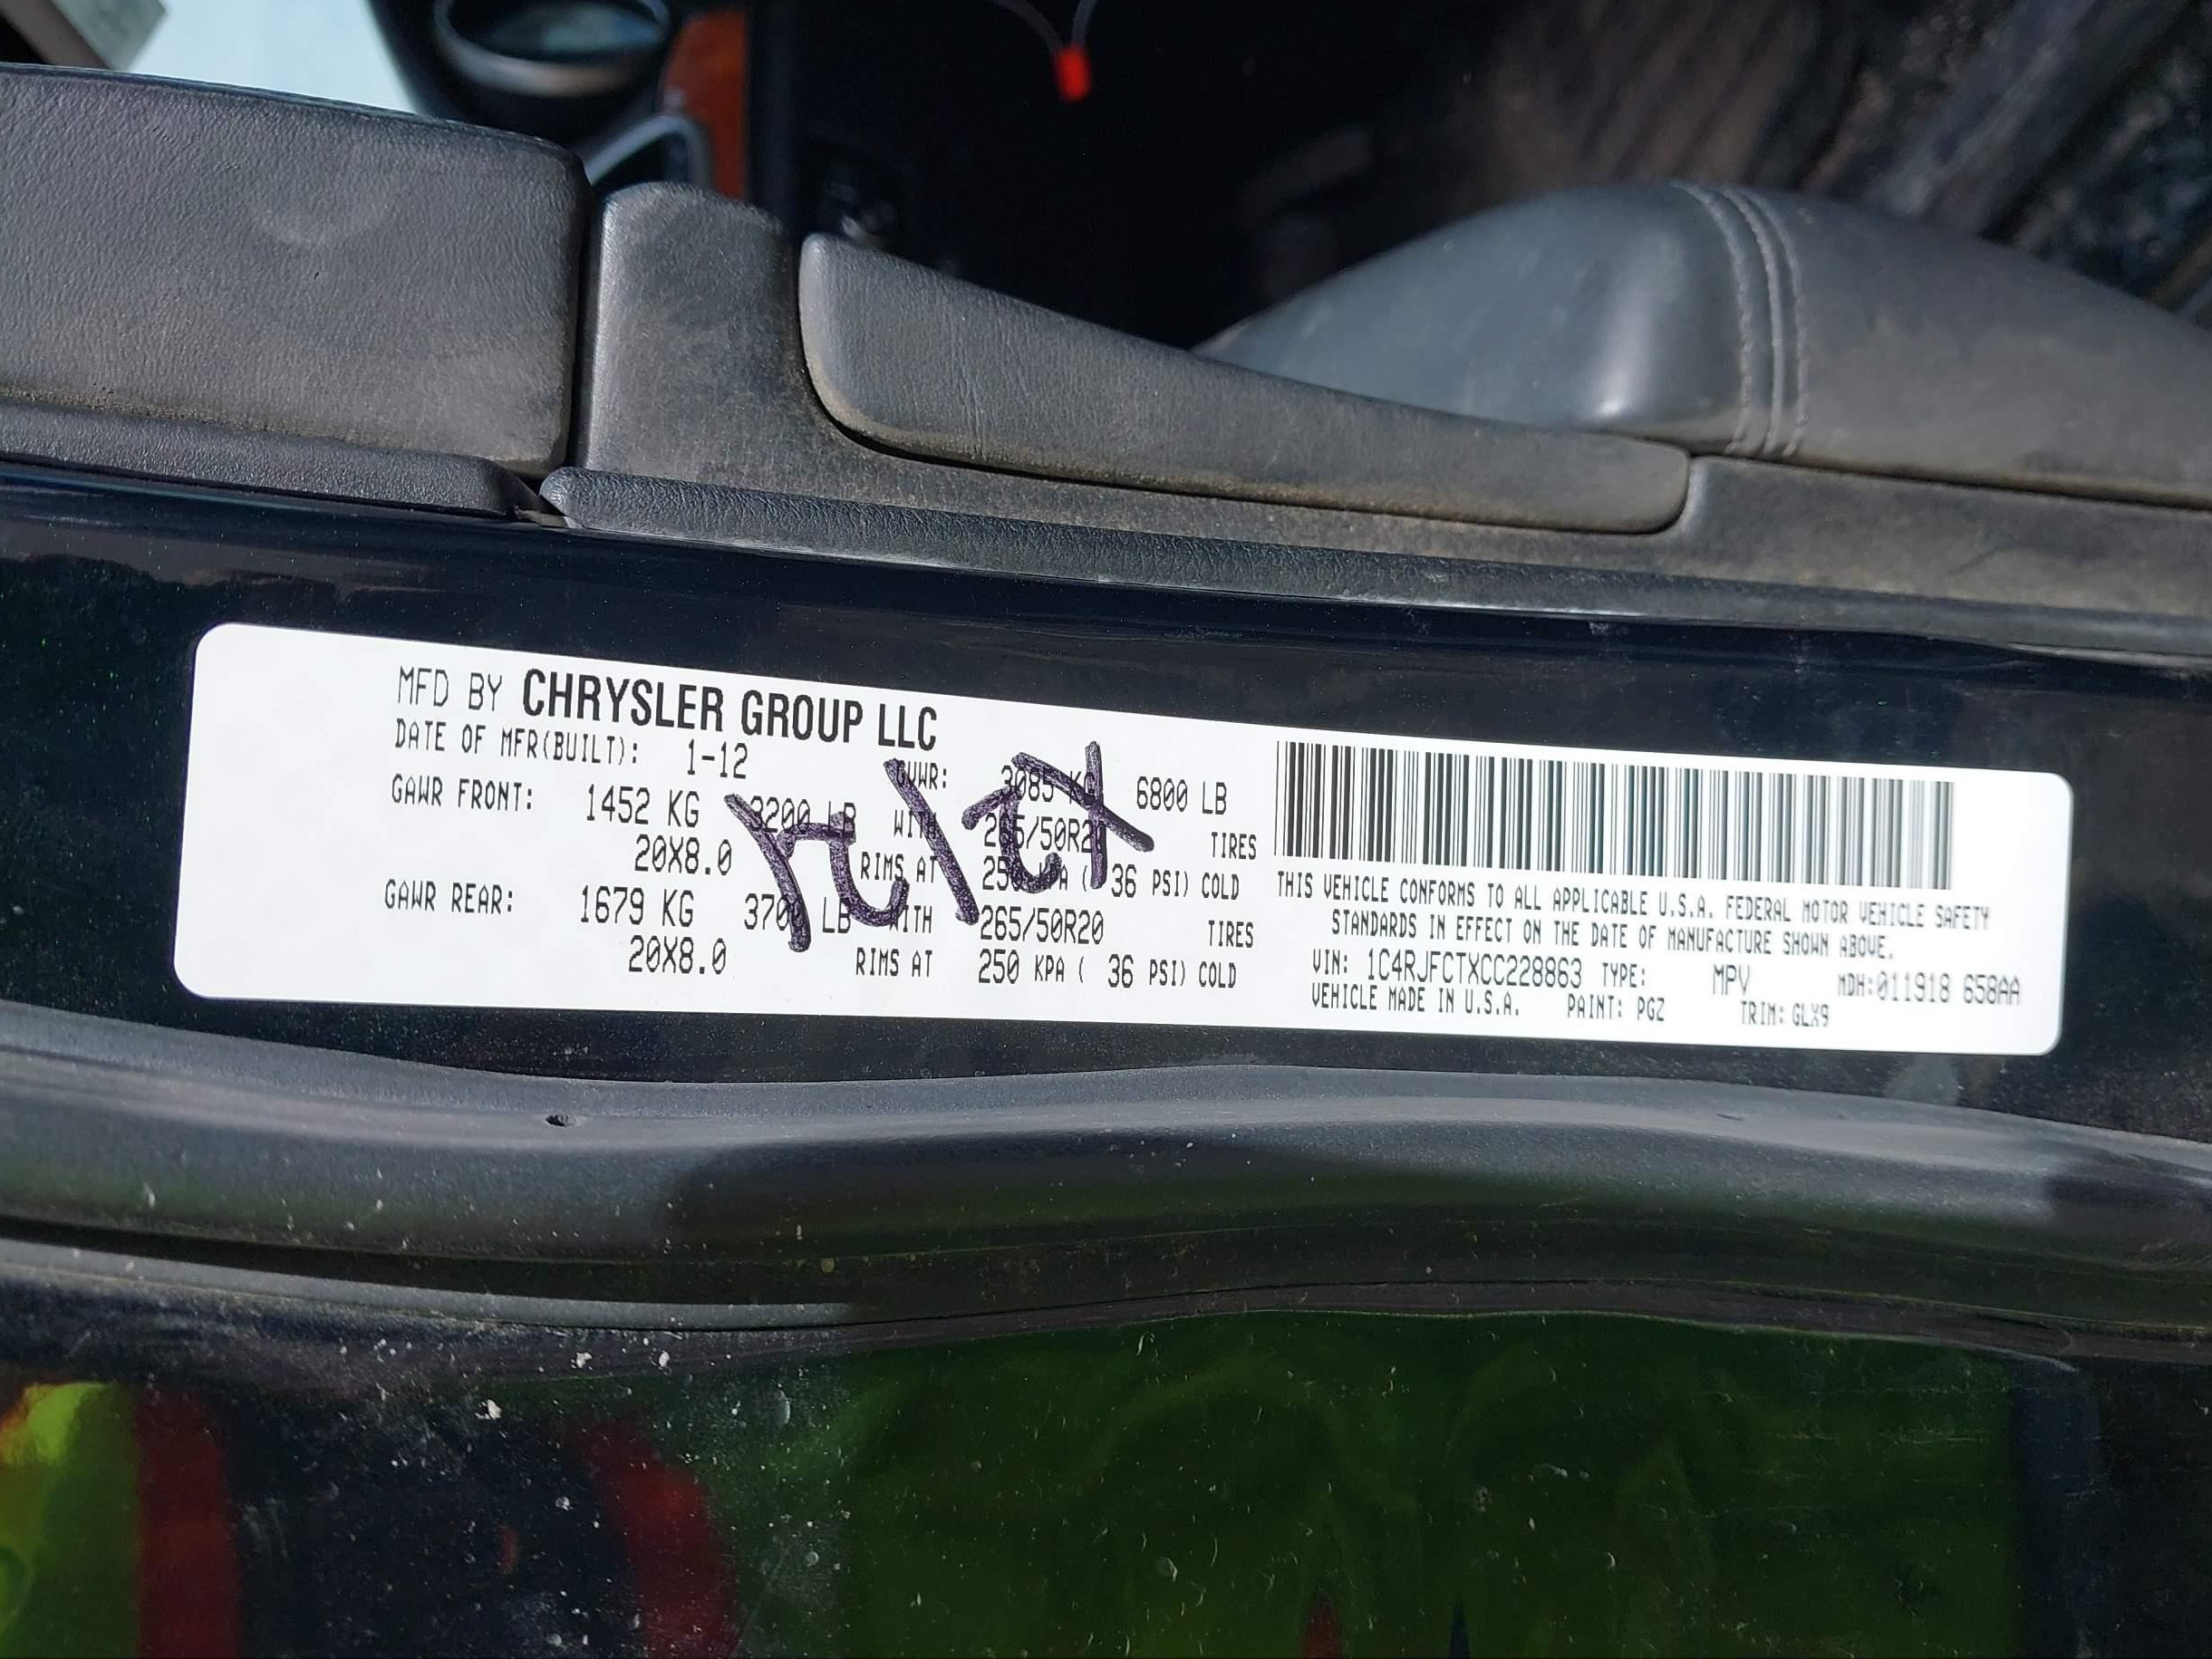 MFD BY CHRYSLER GROUP LLC
DATE OF MFR(BUILT): 1-12 GVWR: 3085 KG 6800 LB
GAWR FRONT: 1452 KG 3200 LB WITH 265/50R20 TIRES
20X8.0 RIMS AT 250 KPA ( 36 PSI) COLD
GAWR REAR: 1679 KG 3700 LB WITH 265/50R20 TIRES
20X8.0 RIMS AT 250 KPA ( 36 PSI) COLD
THIS VEHICLE CONFORMS TO ALL APPLICABLE U.S.A. FEDERAL MOTOR VEHICLE SAFETY
STANDARDS IN EFFECT ON THE DATE OF MANUFACTURE SHOWN ABOVE.
VIN: 1C4RJFCTXCC228863 TYPE: MPV MDH:011918 658AA
VEHICLE MADE IN U.S.A. PAINT: PGZ TRIM: GLX9